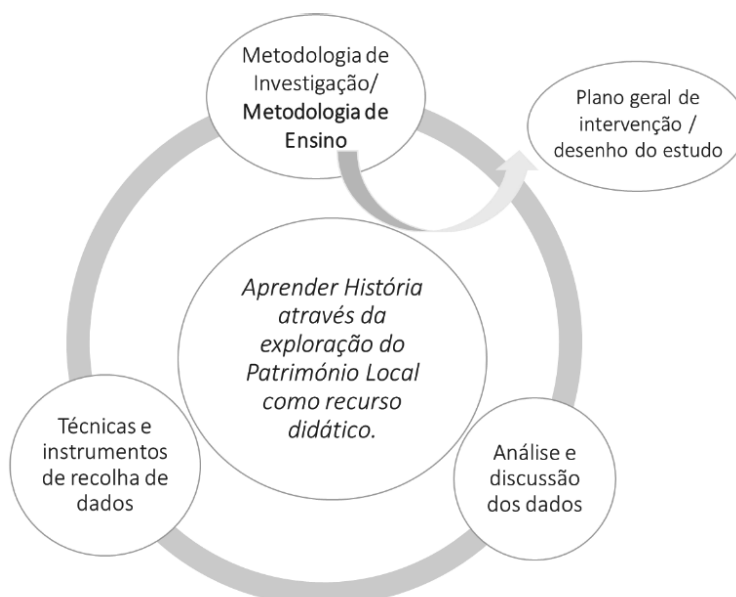 Metodologia de
Investigação/
Metodologia de
Ensino
Plano geral de
intervenção /
desenho do estudo
Aprender História
através da
exploração do
Património Local
como recurso
didático.
Técnicas e
instrumentos
de recolha de
dados
Análise e
discussão
dos dados